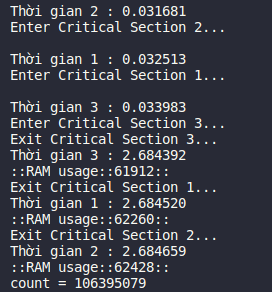 Thời gian 2 : 0.031681
Enter Critical Section 2...
Thời gian 1 : 0.032513
Enter Critical Section 1...
Thời gian 3 : 0.033983
Enter Critical Section 3...
Exit Critical Section 3...
Thời gian 3 : 2.684392
::RAM usage::61912::
Exit Critical Section 1...
Thời gian 1 : 2.684520
::RAM usage::62260::
Exit Critical Section 2...
Thời gian 2 : 2.684659
::RAM usage::62428::
count = 106395079